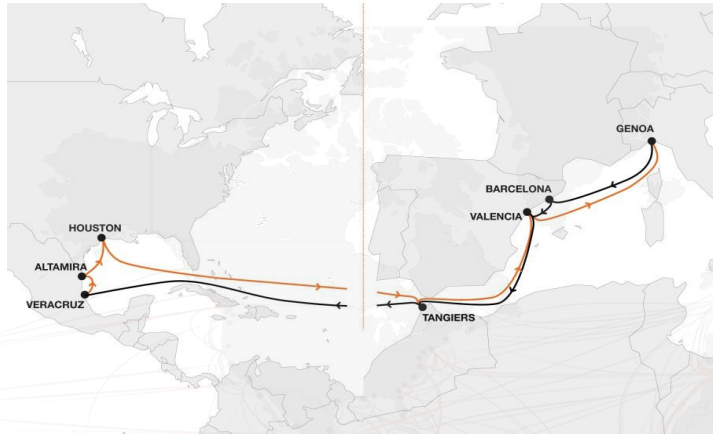 GENOA
BARCELONA
VALENCIA
HOUSTON
ALTAMIRA
VERACRUZ
TANGIERS